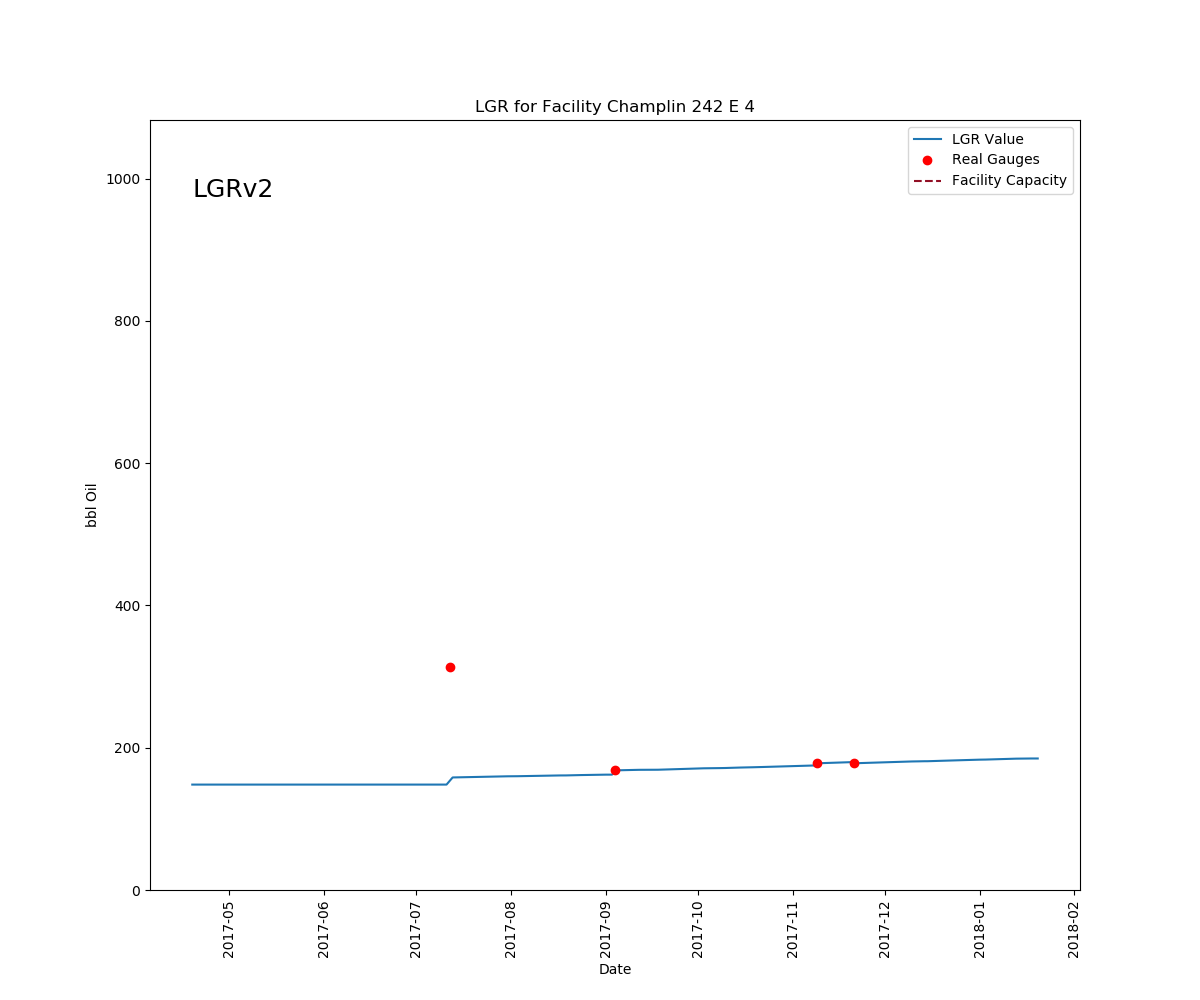 LGR for Facility Champlin 242 E 4
LGR Value
Real Gauges
Facility Capacity
LGRv2
1000
800
600
400
200
0
bbl Oil
2017-05
2017-06
2017-07
2017-08
2017-09
2017-10
2017-11
2017-12
2018-01
2018-02
Date